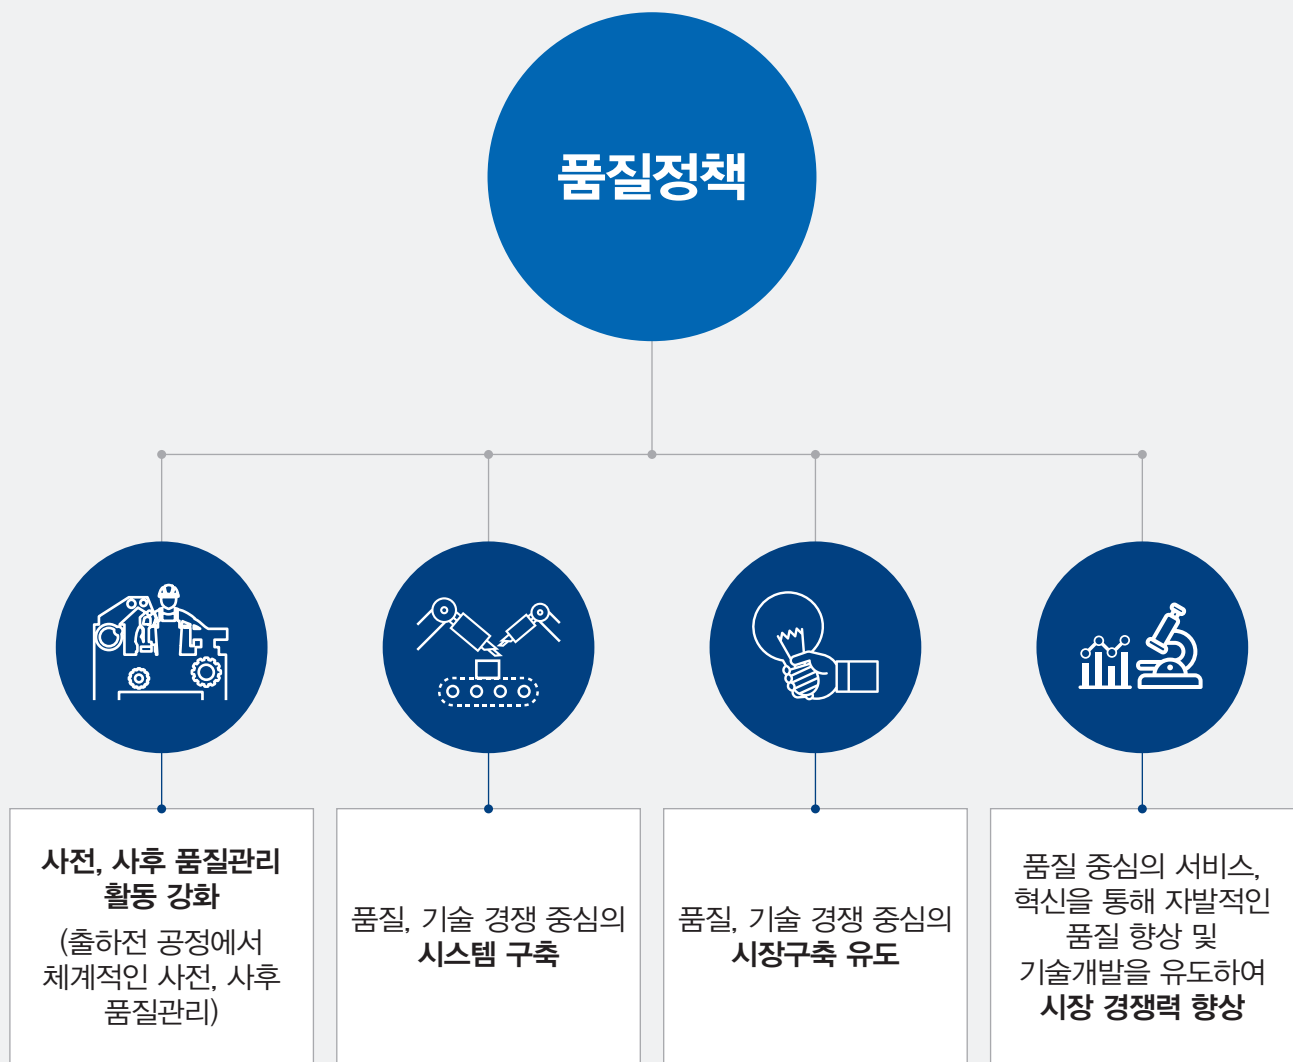 품질정책
사전, 사후 품질관리
활동 강화
(출하전 공정에서
체계적인 사전, 사후
품질관리)
품질, 기술 경쟁 중심의
시스템 구축
품질, 기술 경쟁 중심의
시장구축 유도
품질 중심의 서비스,
혁신을 통해 자발적인
품질 향상 및
기술개발을 유도하여
시장 경쟁력 향상